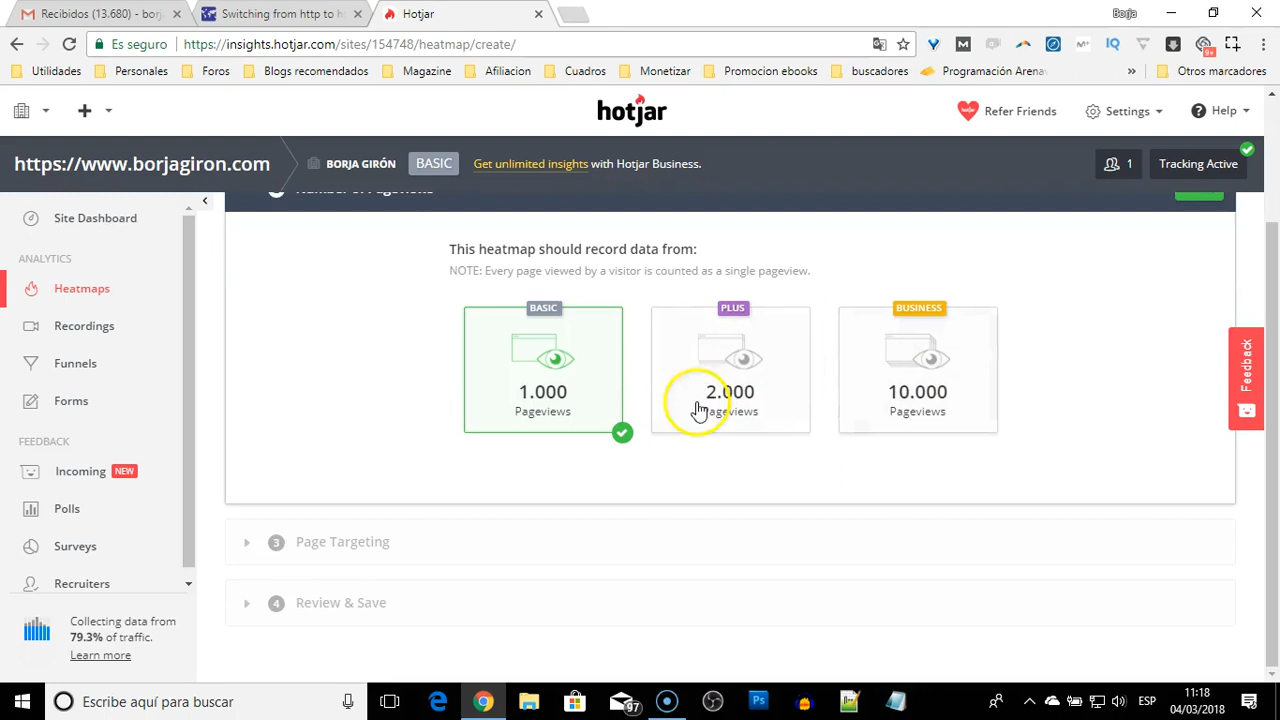 Recibidos (13.680) - borj
Switching from http to h
Hotjar
Borja
Es seguro
https://insights.hotjar.com/sites/154748/heatmap/create/
9+
Utilidades
Personales
Foros
Blogs recomendados
Magazine
Afiliacion
Cuadros
Monetizar
Promocion ebooks
buscadores
Programación Arena
»
Otros marcadores
hotjar
Refer Friends
Settings
Help
https://www.borjagiron.com
BORJA GIRÓN
BASIC
Get unlimited insights with Hotjar Business.
1
Tracking Active
Site Dashboard
ANALYTICS
Heatmaps
Recordings
Funnels
Forms
FEEDBACK
Incoming NEW
Polls
Surveys
Recruiters
Collecting data from
79.3% of traffic.
Learn more
This heatmap should record data from:
NOTE: Every page viewed by a visitor is counted as a single pageview.
BASIC
1.000
Pageviews
PLUS
2.000
Pageviews
BUSINESS
10.000
Pageviews
3 Page Targeting
4 Review & Save
Feedback
Escribe aquí para buscar
97
ESP
11:18
04/03/2018